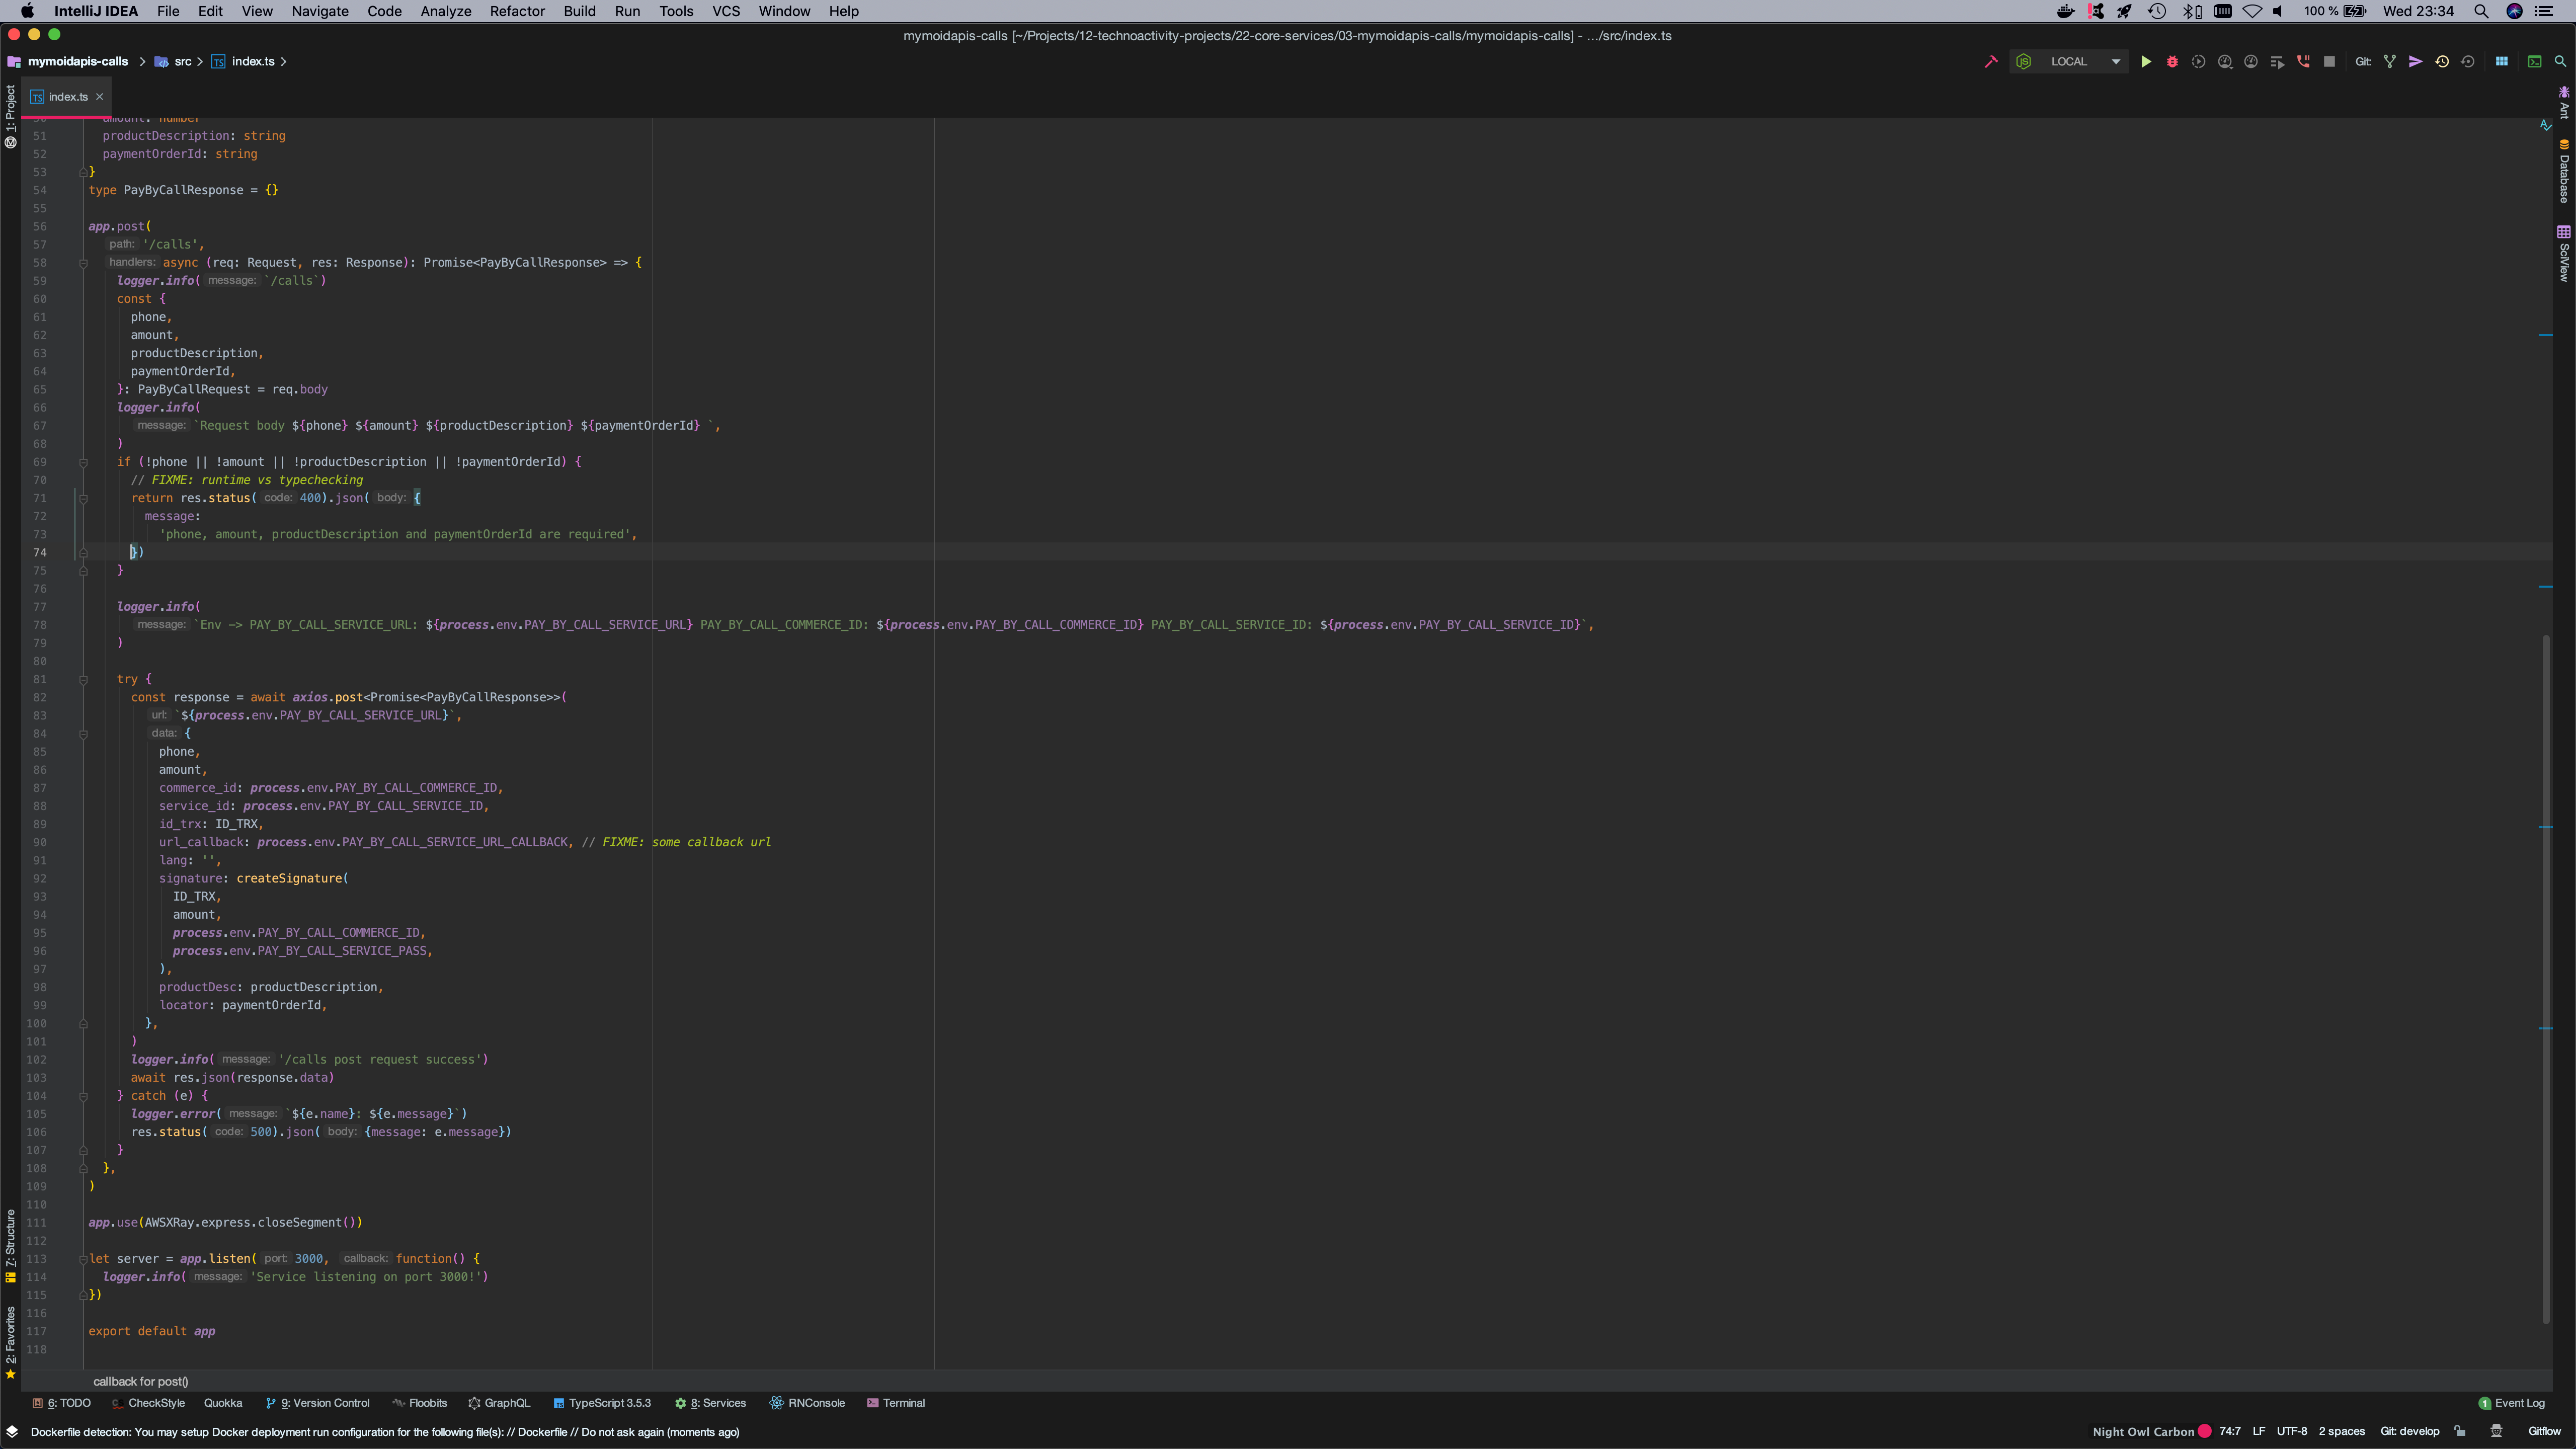 IntelliJ IDEA File Edit View Navigate Code Analyze Refactor Build Run Tools VCS Window Help 100 % Wed 23:34
mymoidapis-calls [~/Projects/12-technoactivity-projects/22-core-services/03-mymoidapis-calls/mymoidapis-calls] - .../src/index.ts
mymoidapis-calls src TS index.ts JS LOCAL Git:
TS index.ts
1: Project
7: Structure
2: Favorites
Ant
Database
SciView
50 amount: number
51 productDescription: string
52 paymentOrderId: string
53 }
54 type PayByCallResponse = {}
55
56 app.post(
57 path: '/calls',
58 handlers: async (req: Request, res: Response): Promise<PayByCallResponse> => {
59 logger.info( message: `/calls`)
60 const {
61 phone,
62 amount,
63 productDescription,
64 paymentOrderId,
65 }: PayByCallRequest = req.body
66 logger.info(
67 message: `Request body ${phone} ${amount} ${productDescription} ${paymentOrderId} `,
68 )
69 if (!phone || !amount || !productDescription || !paymentOrderId) {
70 // FIXME: runtime vs typechecking
71 return res.status( code: 400).json( body: {
72 message:
73 'phone, amount, productDescription and paymentOrderId are required',
74 })
75 }
76
77 logger.info(
78 message: `Env -> PAY_BY_CALL_SERVICE_URL: ${process.env.PAY_BY_CALL_SERVICE_URL} PAY_BY_CALL_COMMERCE_ID: ${process.env.PAY_BY_CALL_COMMERCE_ID} PAY_BY_CALL_SERVICE_ID: ${process.env.PAY_BY_CALL_SERVICE_ID}`,
79 )
80
81 try {
82 const response = await axios.post<Promise<PayByCallResponse>>(
83 url: `${process.env.PAY_BY_CALL_SERVICE_URL}`,
84 data: {
85 phone,
86 amount,
87 commerce_id: process.env.PAY_BY_CALL_COMMERCE_ID,
88 service_id: process.env.PAY_BY_CALL_SERVICE_ID,
89 id_trx: ID_TRX,
90 url_callback: process.env.PAY_BY_CALL_SERVICE_URL_CALLBACK, // FIXME: some callback url
91 lang: '',
92 signature: createSignature(
93 ID_TRX,
94 amount,
95 process.env.PAY_BY_CALL_COMMERCE_ID,
96 process.env.PAY_BY_CALL_SERVICE_PASS,
97 ),
98 productDesc: productDescription,
99 locator: paymentOrderId,
100 },
101 )
102 logger.info( message: '/calls post request success')
103 await res.json(response.data)
104 } catch (e) {
105 logger.error( message: `${e.name}: ${e.message}`)
106 res.status( code: 500).json( body: {message: e.message})
107 }
108 },
109 )
110
111 app.use(AWSXRay.express.closeSegment())
112
113 let server = app.listen( port: 3000, callback: function() {
114 logger.info( message: 'Service listening on port 3000!')
115 })
116
117 export default app
118
callback for post()
6: TODO CheckStyle Quokka 9: Version Control Floobits GraphQL TypeScript 3.5.3 8: Services RNConsole Terminal 1 Event Log
Dockerfile detection: You may setup Docker deployment run configuration for the following file(s): // Dockerfile // Do not ask again (moments ago) Night Owl Carbon 74:7 LF UTF-8 2 spaces Git: develop Gitflow